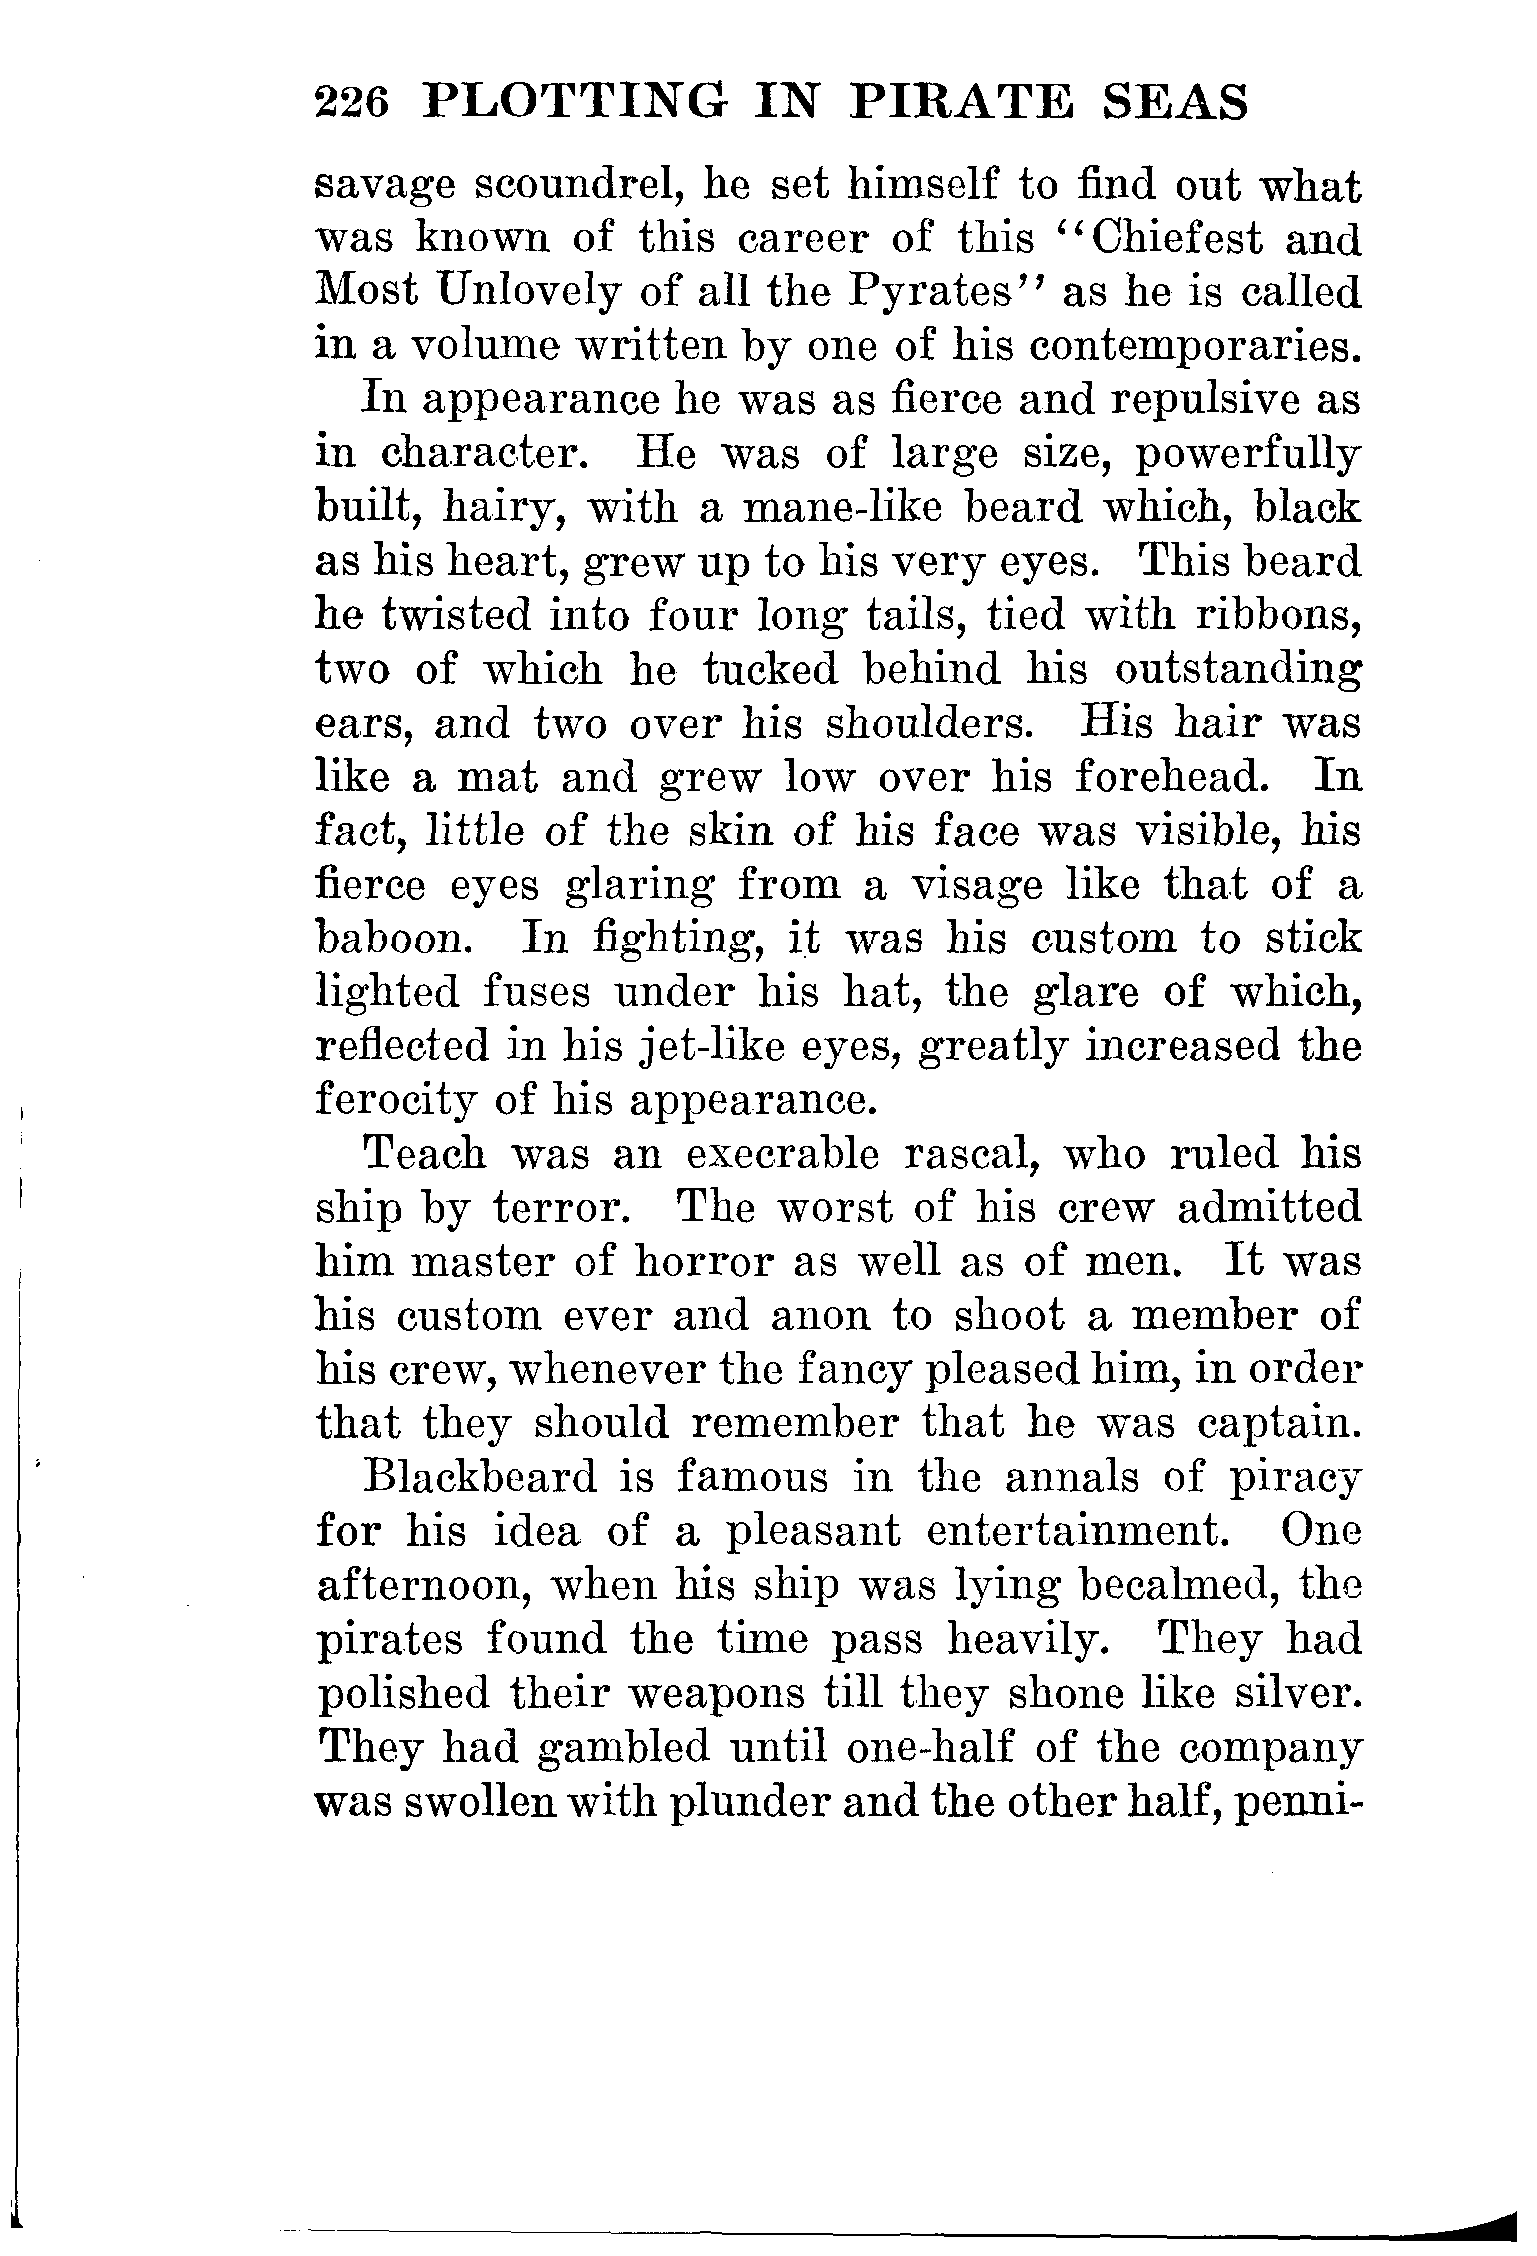 226 PLOTTING IN PIRATE SEAS
savage scoundrel, he set himself to find out what
was known of this career of this "Chiefest and
Most Unlovely of all the Pyrates" as he is called
in a volume written by one of his contemporaries.
In appearance he was as fierce and repulsive as
in character. He was of large size, powerfully
built, hairy, with a mane-like beard which, black
as his heart, grew up to his very eyes. This beard
he twisted into four long tails, tied with ribbons,
two of which he tucked behind his outstanding
ears, and two over his shoulders. His hair was
like a mat and grew low over his forehead. In
fact, little of the skin of his face was visible, his
fierce eyes glaring from a visage like that of a
baboon. In fighting, it was his custom to stick
lighted fuses under his hat, the glare of which,
reflected in his jet-like eyes, greatly increased the
ferocity of his appearance.
Teach was an execrable rascal, who ruled his
ship by terror. The worst of his crew admitted
him master of horror as well as of men. It was
his custom ever and anon to shoot a member of
his crew, whenever the fancy pleased him, in order
that they should remember that he was captain.
Blackbeard is famous in the annals of piracy
for his idea of a pleasant entertainment. One
afternoon, when his ship was lying becalmed, the
pirates found the time pass heavily. They had
polished their weapons till they shone like silver.
They had gambled until one-half of the company
was swollen with plunder and the other half, penni-